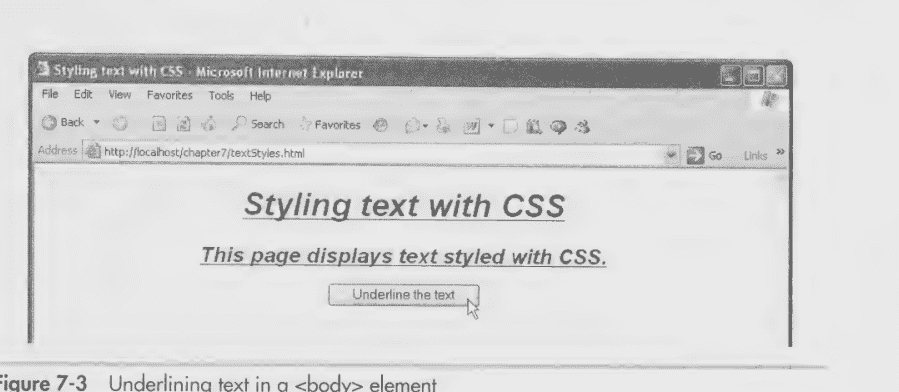 Styling text with CSS - Microsoft Internet Explorer
File Edit View Favorites Tools Help
Back Search Favorites
Address http://localhost/chapter7/textStyles.html Go Links »
Styling text with CSS
This page displays text styled with CSS.
Underline the text
Figure 7-3 Underlining text in a <body> element